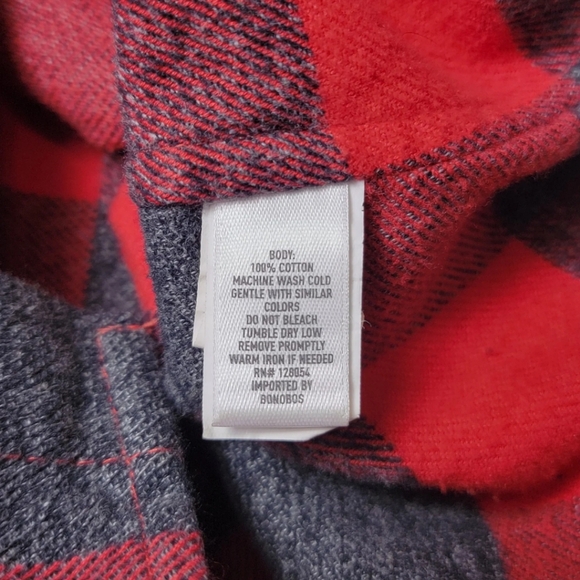 BODY:
100% COTTON
MACHINE WASH COLD
GENTLE WITH SIMILAR
COLORS
DO NOT BLEACH
TUMBLE DRY LOW
REMOVE PROMPTLY
WARM IRON IF NEEDED
RN# 128054
IMPORTED BY
BONOBOS